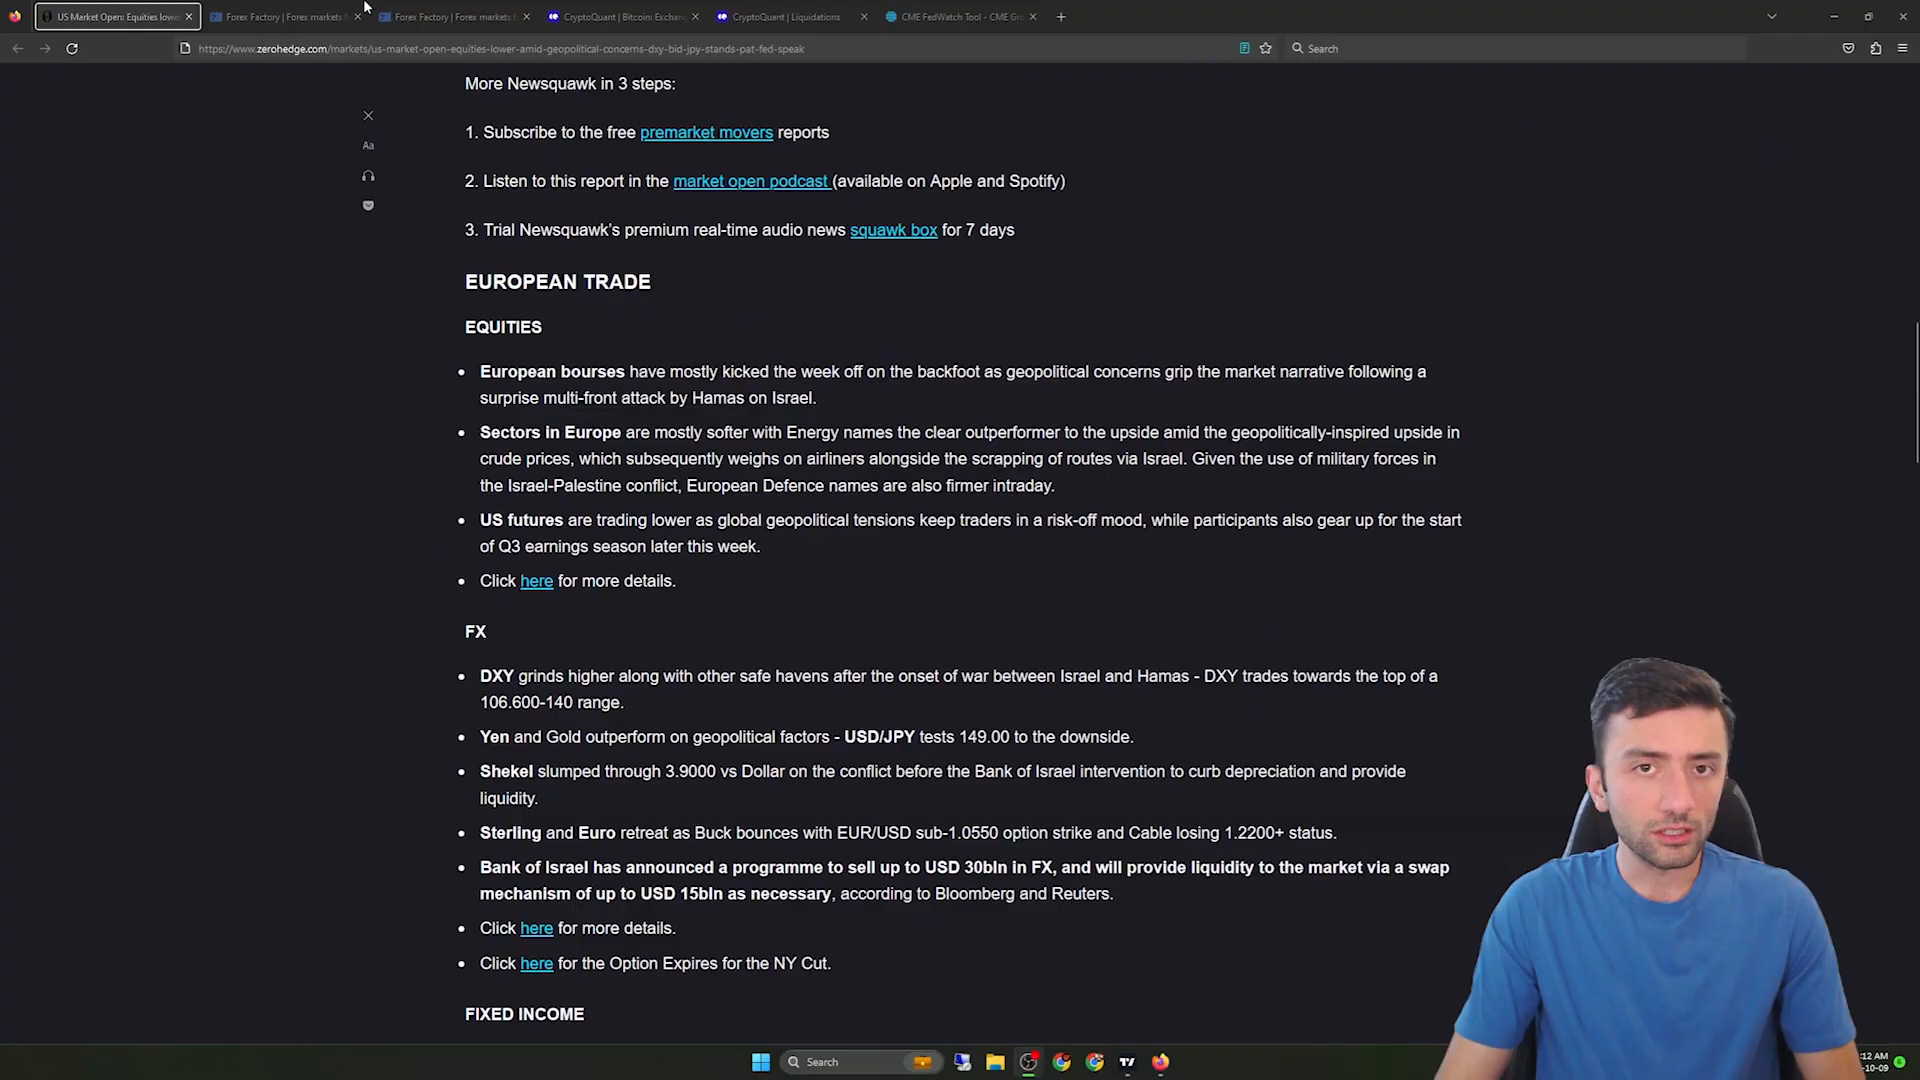 US Market Open: Equities lowe
Forex Factory | Forex markets f
Forex Factory | Forex markets
CryptoQuant | Bitcoin: Exchan
CryptoQuant | Liquidations
CME FedWatch Tool - CME Gr
https://www.zerohedge.com/markets/us-market-open-equities-lower-amid-geopolitical-concerns-dxy-bid-jpy-stands-pat-fed-speak
Search
More Newsquawk in 3 steps:
Aa
1. Subscribe to the free premarket movers reports
2. Listen to this report in the market open podcast (available on Apple and Spotify)
3. Trial Newsquawk's premium real-time audio news squawk box for 7 days
EUROPEAN TRADE
EQUITIES
• European bourses have mostly kicked the week off on the backfoot as geopolitical concerns grip the market narrative following a
surprise multi-front attack by Hamas on Israel.
• Sectors in Europe are mostly softer with Energy names the clear outperformer to the upside amid the geopolitically-inspired upside in
crude prices, which subsequently weighs on airliners alongside the scrapping of routes via Israel. Given the use of military forces in
the Israel-Palestine conflict, European Defence names are also firmer intraday.
• US futures are trading lower as global geopolitical tensions keep traders in a risk-off mood, while participants also gear up for the start
of Q3 earnings season later this week.
• Click here for more details.
FX
• DXY grinds higher along with other safe havens after the onset of war between Israel and Hamas - DXY trades towards the top of a
106.600-140 range.
• Yen and Gold outperform on geopolitical factors - USD/JPY tests 149.00 to the downside.
• Shekel slumped through 3.9000 vs Dollar on the conflict before the Bank of Israel intervention to curb depreciation and provide
liquidity.
• Sterling and Euro retreat as Buck bounces with EUR/USD sub-1.0550 option strike and Cable losing 1.2200+ status.
• Bank of Israel has announced a programme to sell up to USD 30bln in FX, and will provide liquidity to the market via a swap
mechanism of up to USD 15bln as necessary, according to Bloomberg and Reuters.
• Click here for more details.
• Click here for the Option Expires for the NY Cut.
FIXED INCOME
Search
:12 AM
-10-09
6